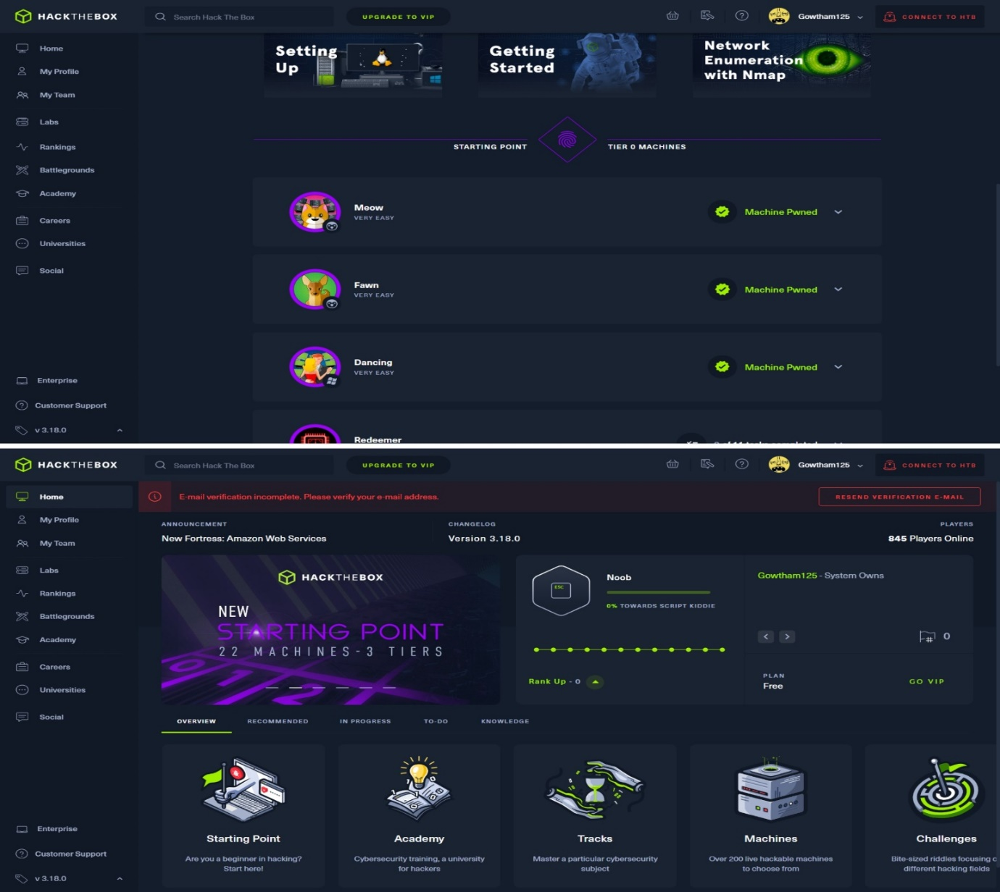 HACKTHEBOX
Search Hack The Box
UPGRADE TO VIP
Gowtham125
CONNECT TO HTB
Home
My Profile
My Team
Labs
Rankings
Battlegrounds
Academy
Careers
Universities
Social
Enterprise
Customer Support
v 3.18.0
Setting
Up
Getting
Started
Network
Enumeration
with Nmap
STARTING POINT
TIER 0 MACHINES
Meow
VERY EASY
Machine Pwned
Fawn
VERY EASY
Machine Pwned
Dancing
VERY EASY
Machine Pwned
Redeemer
of 11 tasks completed
HACKTHEBOX
Search Hack The Box
UPGRADE TO VIP
Gowtham125
CONNECT TO HTB
Home
My Profile
My Team
Labs
Rankings
Battlegrounds
Academy
Careers
Universities
Social
Enterprise
Customer Support
v 3.18.0
E-mail verification incomplete. Please verify your e-mail address.
RESEND VERIFICATION E-MAIL
ANNOUNCEMENT
New Fortress: Amazon Web Services
CHANGELOG
Version 3.18.0
PLAYERS
845 Players Online
HACKTHEBOX
NEW
STARTING POINT
22 MACHINES-3 TIERS
0 1 2
ESC
Noob
0% TOWARDS SCRIPT KIDDIE
Rank Up - 0
Gowtham125 - System Owns
0
PLAN
Free
GO VIP
OVERVIEW
RECOMMENDED
IN PROGRESS
TO-DO
KNOWLEDGE
Starting Point
Are you a beginner in hacking?
Start here!
Academy
Cybersecurity training, a university
for hackers
Tracks
Master a particular cybersecurity
subject
Machines
Over 200 live hackable machines
to choose from
Challenges
Bite-sized riddles focusing
different hacking fields